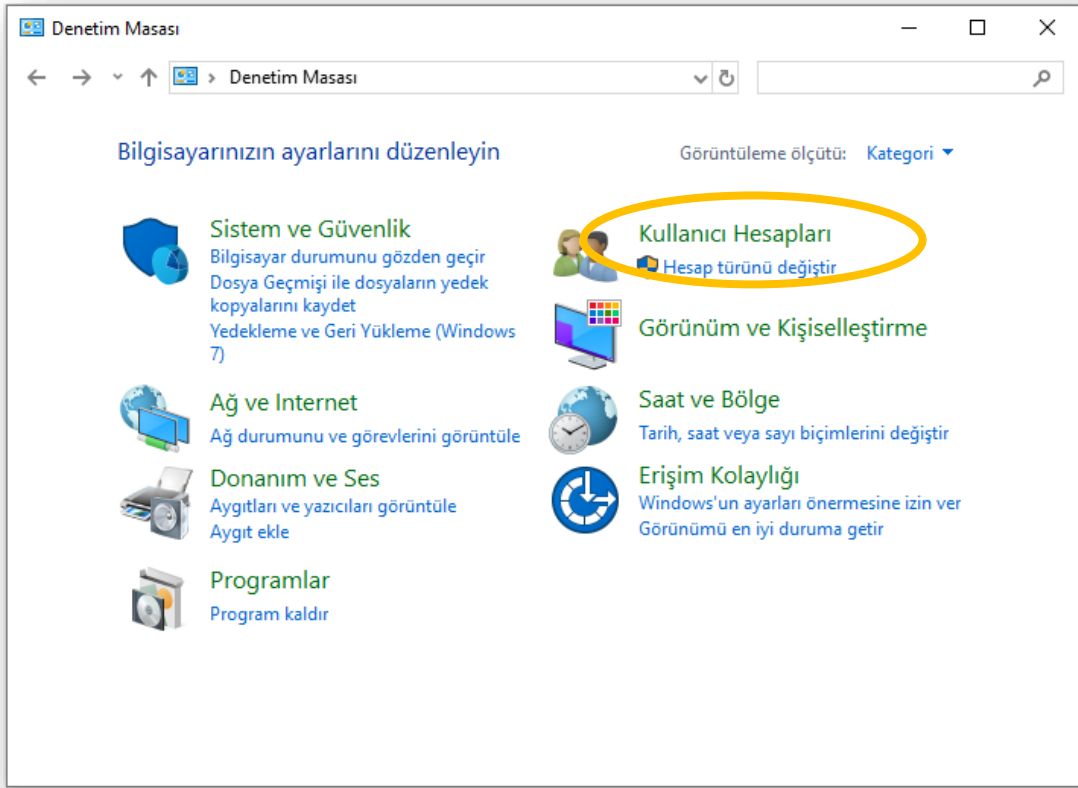 Denetim Masası
Denetim Masası
Bilgisayarınızın ayarlarını düzenleyin
Görüntüleme ölçütü: Kategori
Sistem ve Güvenlik
Bilgisayar durumunu gözden geçir
Dosya Geçmişi ile dosyaların yedek
kopyalarını kaydet
Yedekleme ve Geri Yükleme (Windows
7)
Ağ ve Internet
Ağ durumunu ve görevlerini görüntüle
Donanım ve Ses
Aygıtları ve yazıcıları görüntüle
Aygıt ekle
Programlar
Program kaldır
Kullanıcı Hesapları
Hesap türünü değiştir
Görünüm ve Kişiselleştirme
Saat ve Bölge
Tarih, saat veya sayı biçimlerini değiştir
Erişim Kolaylığı
Windows'un ayarları önermesine izin ver
Görünümü en iyi duruma getir